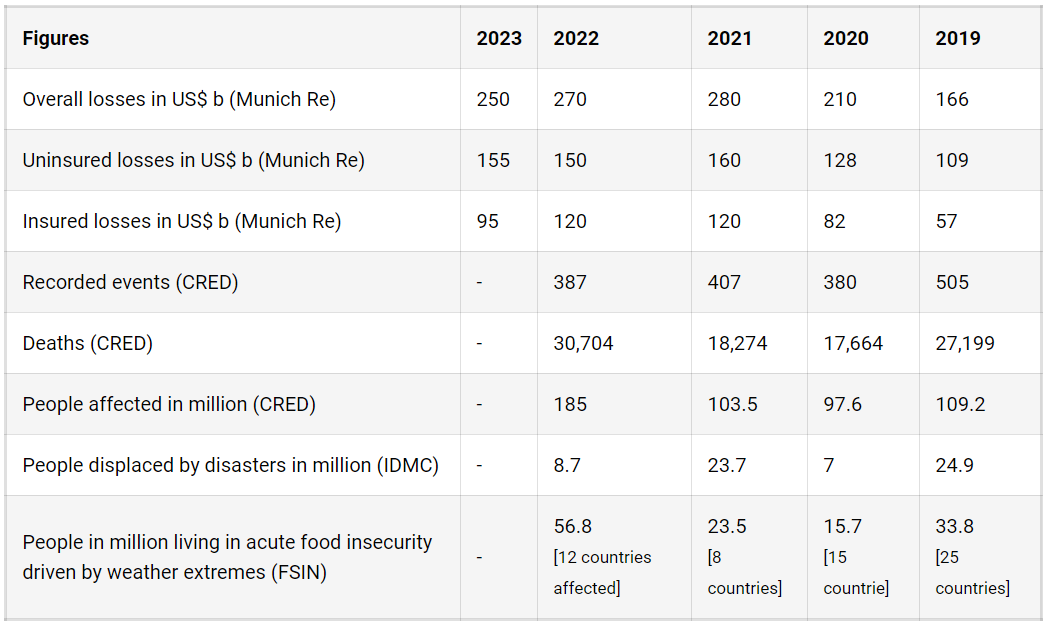 Figures 2023 2022 2021 2020 2019
Overall losses in US$ b (Munich Re) 250 270 280 210 166
Uninsured losses in US$ b (Munich Re) 155 150 160 128 109
Insured losses in US$ b (Munich Re) 95 120 120 82 57
Recorded events (CRED) - 387 407 380 505
Deaths (CRED) - 30,704 18,274 17,664 27,199
People affected in million (CRED) - 185 103.5 97.6 109.2
People displaced by disasters in million (IDMC) - 8.7 23.7 7 24.9
People in million living in acute food insecurity
driven by weather extremes (FSIN)
-
56.8
[12 countries
affected]
23.5
[8
countries]
15.7
[15
countrie]
33.8
[25
countries]